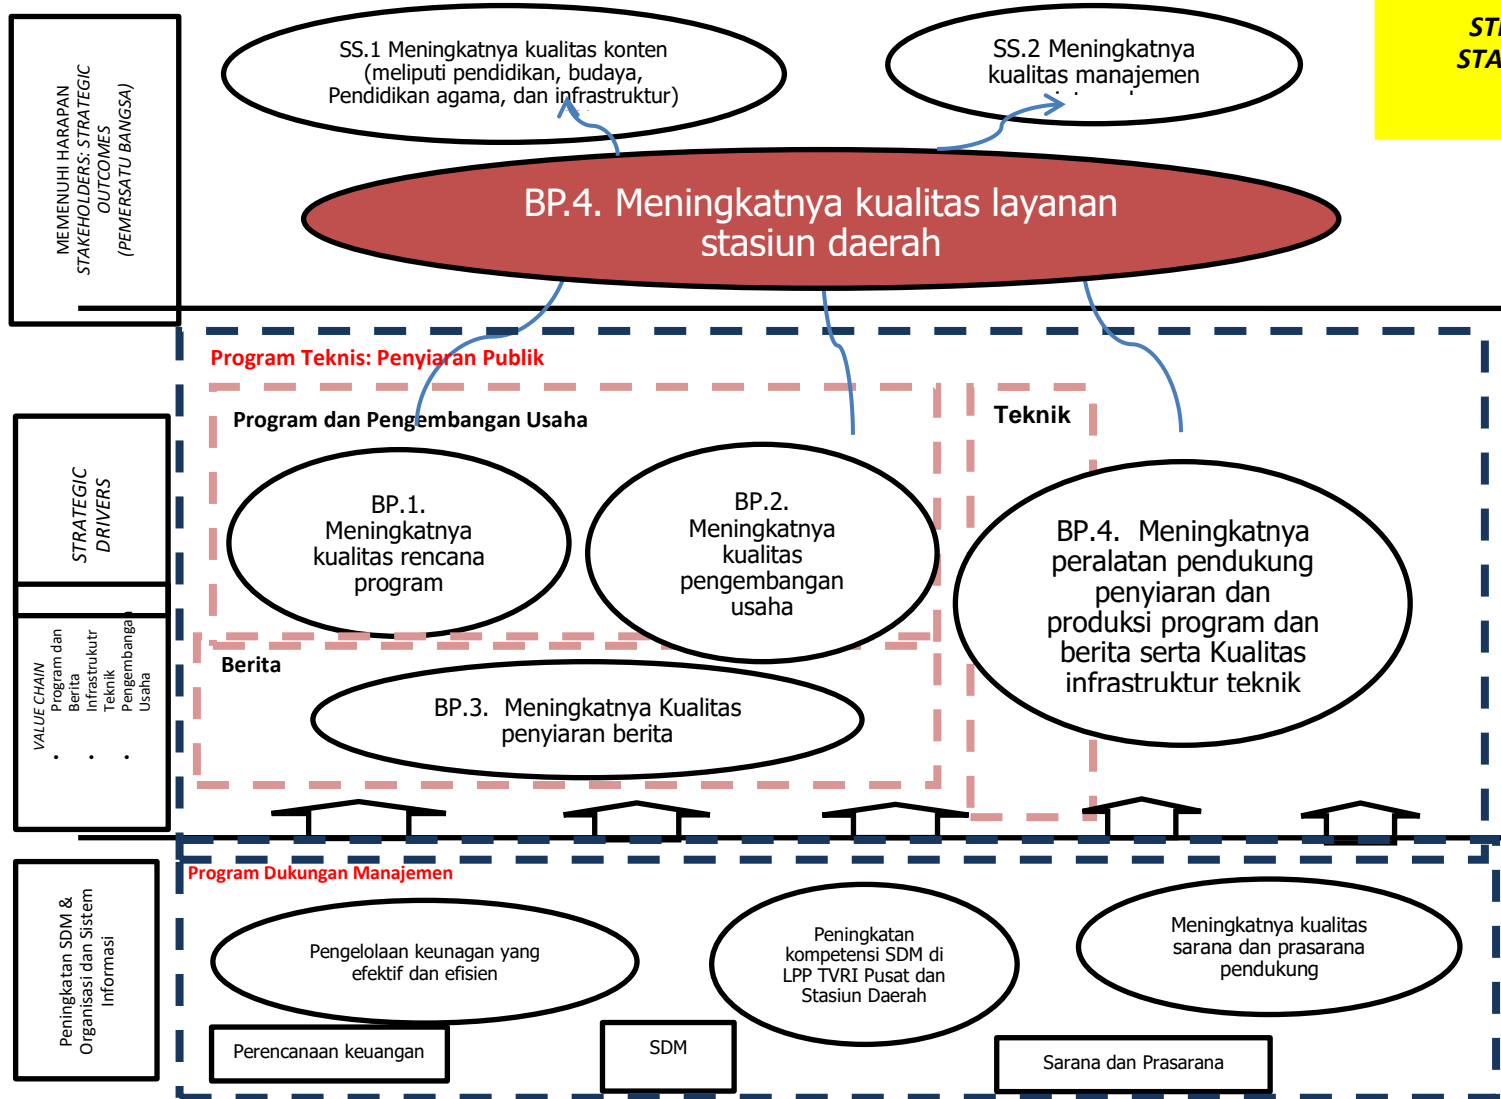 SS.1 Meningkatnya kualitas konten
(meliputi pendidikan, budaya,
Pendidikan agama, dan infrastruktur)
SS.2 Meningkatnya
kualitas manajemen
MEMENUHI HARAPAN
STAKEHOLDERS: STRATEGIC
OUTCOMES
(PEMERSATU BANGSA)
BP.4. Meningkatnya kualitas layanan
stasiun daerah
Program Teknis: Penyiaran Publik
Program dan Pengembangan Usaha
Teknik
STRATEGIC
DRIVERS
BP.1.
Meningkatnya
kualitas rencana
program
BP.2.
Meningkatnya
kualitas
pengembangan
usaha
BP.4. Meningkatnya
peralatan pendukung
penyiaran dan
produksi program dan
berita serta Kualitas
infrastruktur teknik
VALUE CHAIN
• Program dan
Berita
• Infrastrukutr
Teknik
• Pengembangan
Usaha
Berita
BP.3. Meningkatnya Kualitas
penyiaran berita
Program Dukungan Manajemen
Peningkatan SDM &
Organisasi dan Sistem
Informasi
Pengelolaan keunagan yang
efektif dan efisien
Peningkatan
kompetensi SDM di
LPP TVRI Pusat dan
Stasiun Daerah
Meningkatnya kualitas
sarana dan prasarana
pendukung
Perencanaan keuangan
SDM
Sarana dan Prasarana